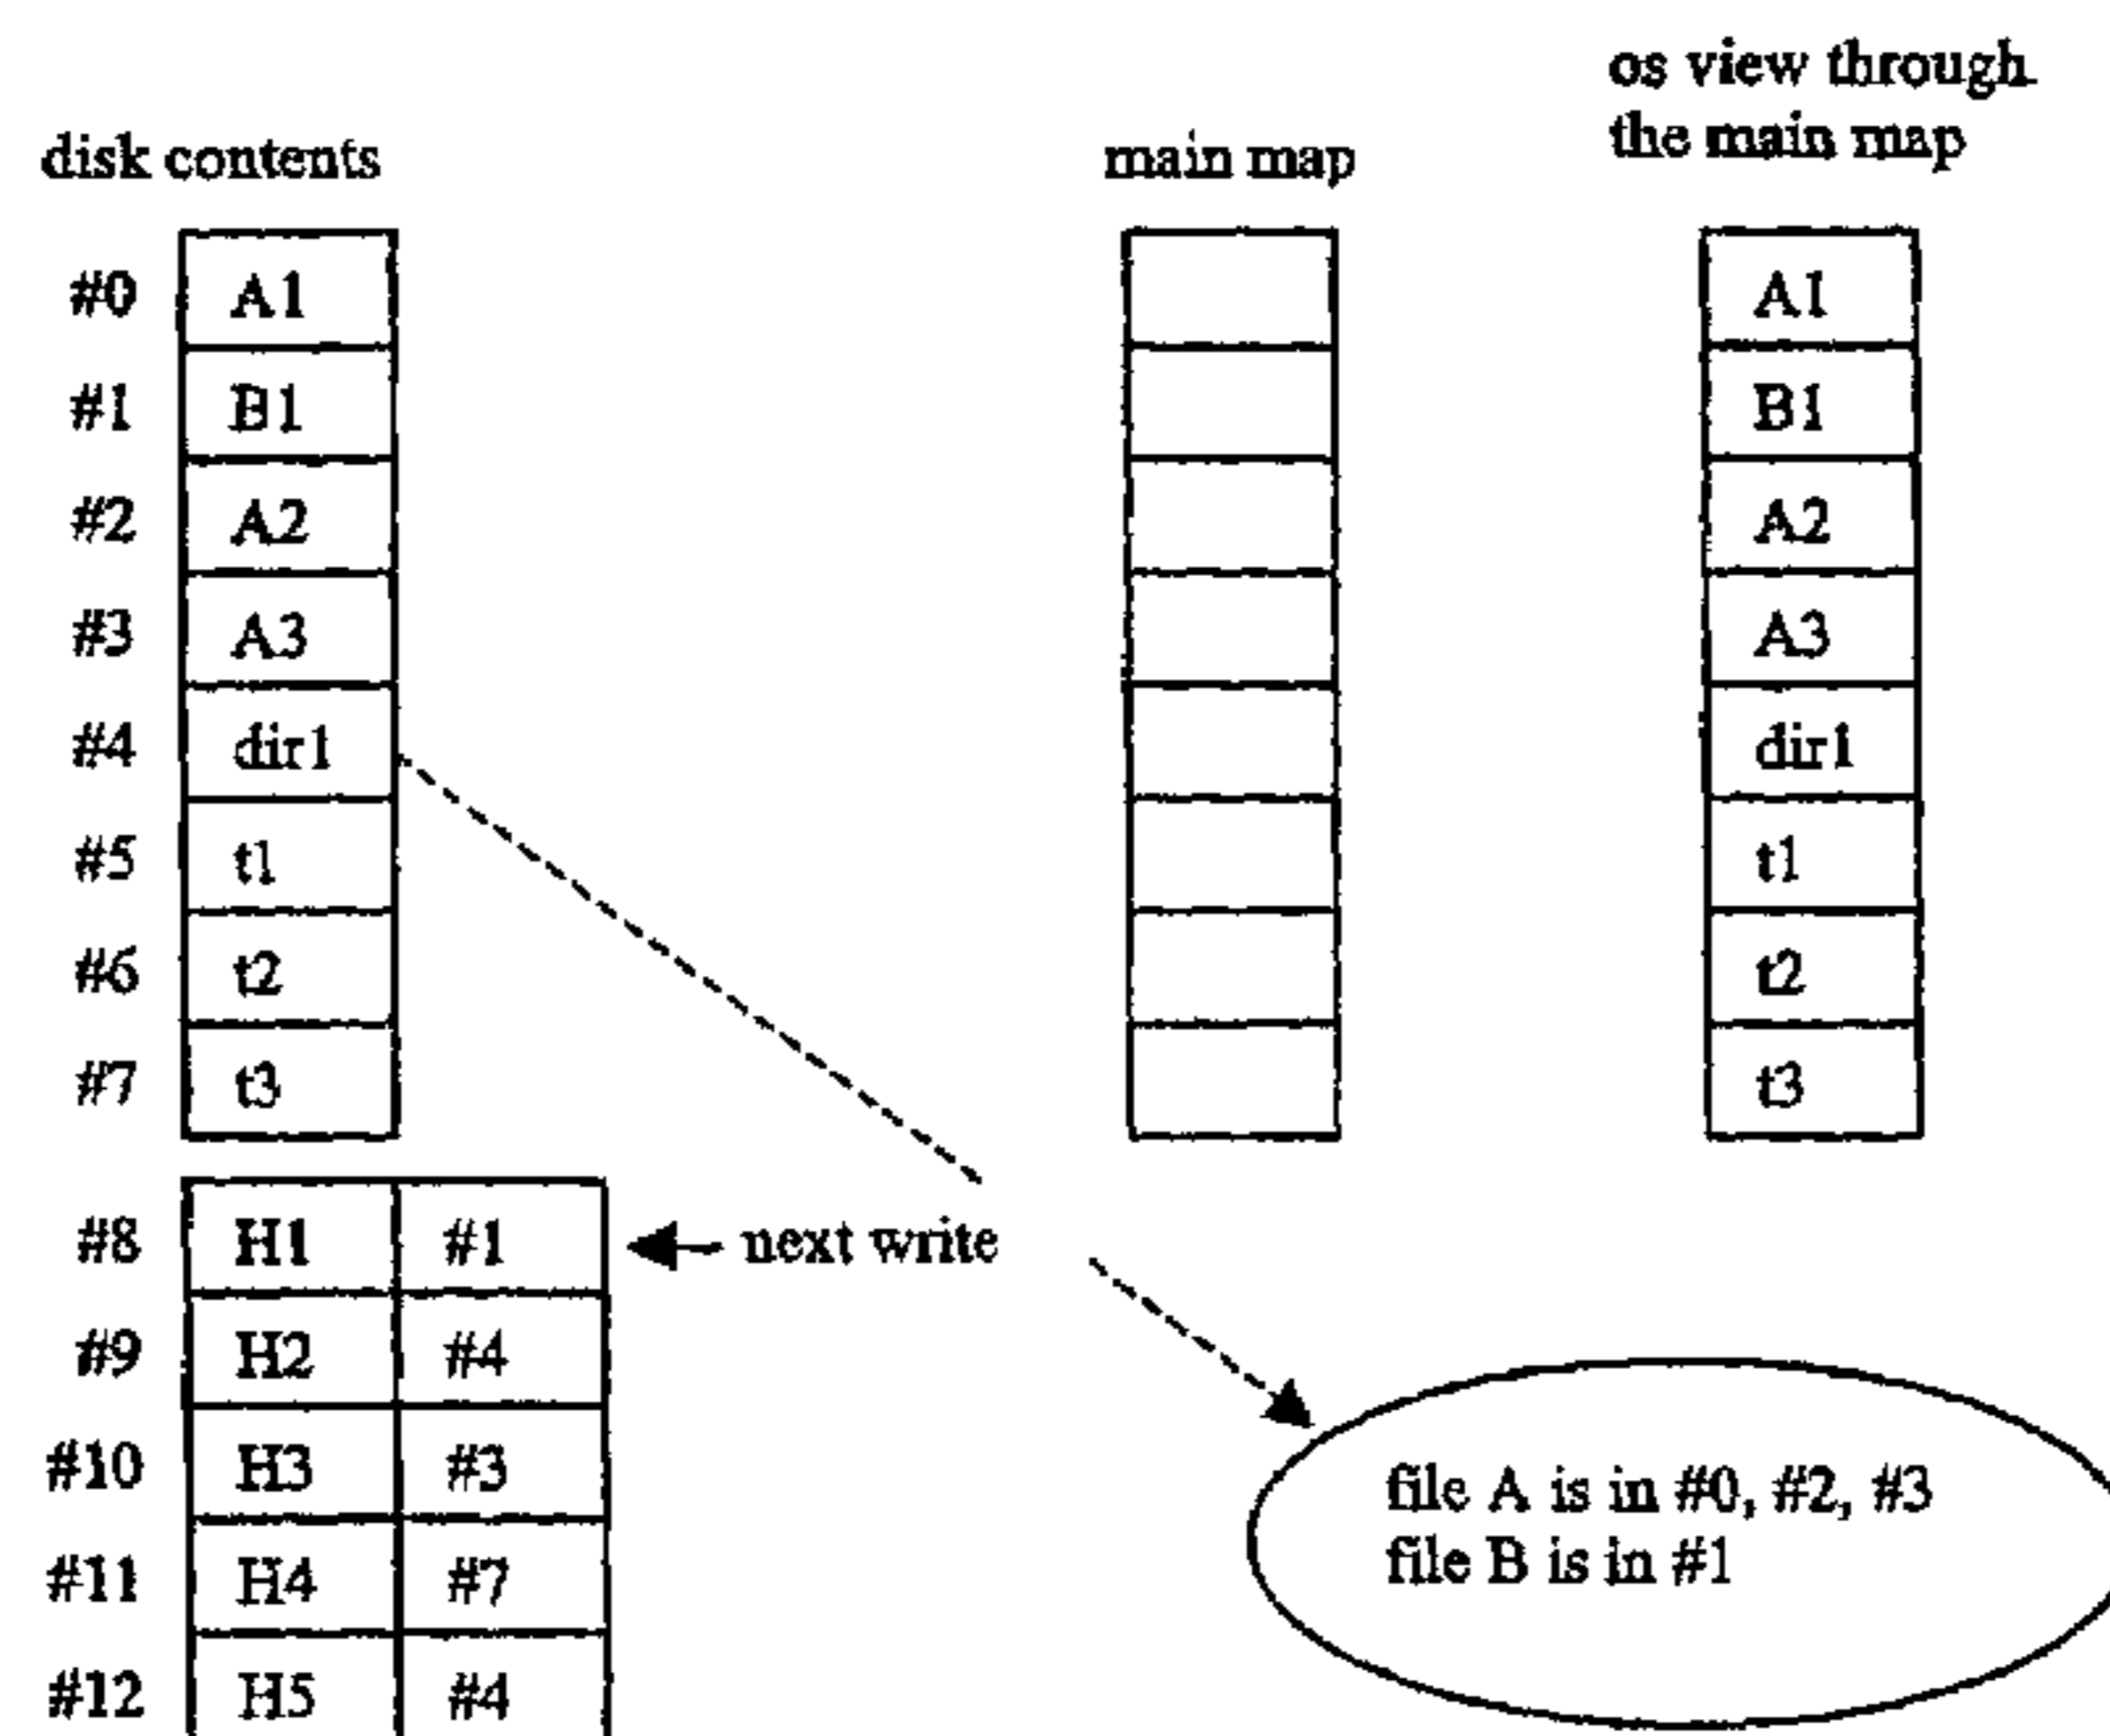 os view through
the main map
disk contents
main map
#0 A1 A1
#1 B1 B1
#2 A2 A2
#3 A3 A3
#4 dir1 dir1
#5 t1 t1
#6 t2 t2
#7 t3 t3
#8 H1 #1 next write
#9 H2 #4
#10 H3 #3
file A is in #0, #2, #3
file B is in #1
#11 H4 #7
#12 H5 #4